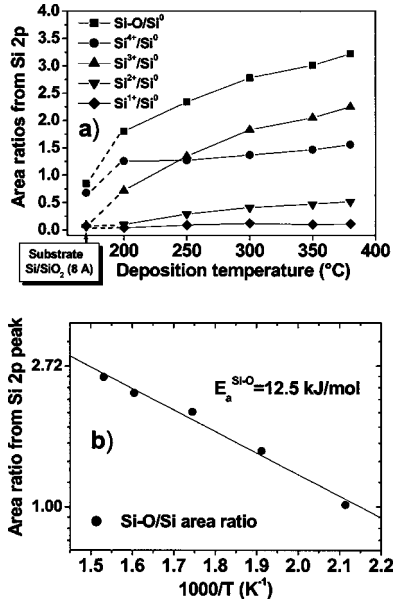 Si-O/Si⁰
Si⁴⁺/Si⁰
Si³⁺/Si⁰
Si²⁺/Si⁰
Si¹⁺/Si⁰
a)
Area ratios from Si 2p
4.0
3.5
3.0
2.5
2.0
1.5
1.0
0.5
0.0
200 250 300 350 400
Substrate
Si/SiO₂ (8 A)
Deposition temperature (°C)
Area ratio from Si 2p peak
2.72
1.00
Eₐ^Si-O=12.5 kJ/mol
b)
Si-O/Si area ratio
1.5 1.6 1.7 1.8 1.9 2.0 2.1 2.2
1000/T (K⁻¹)